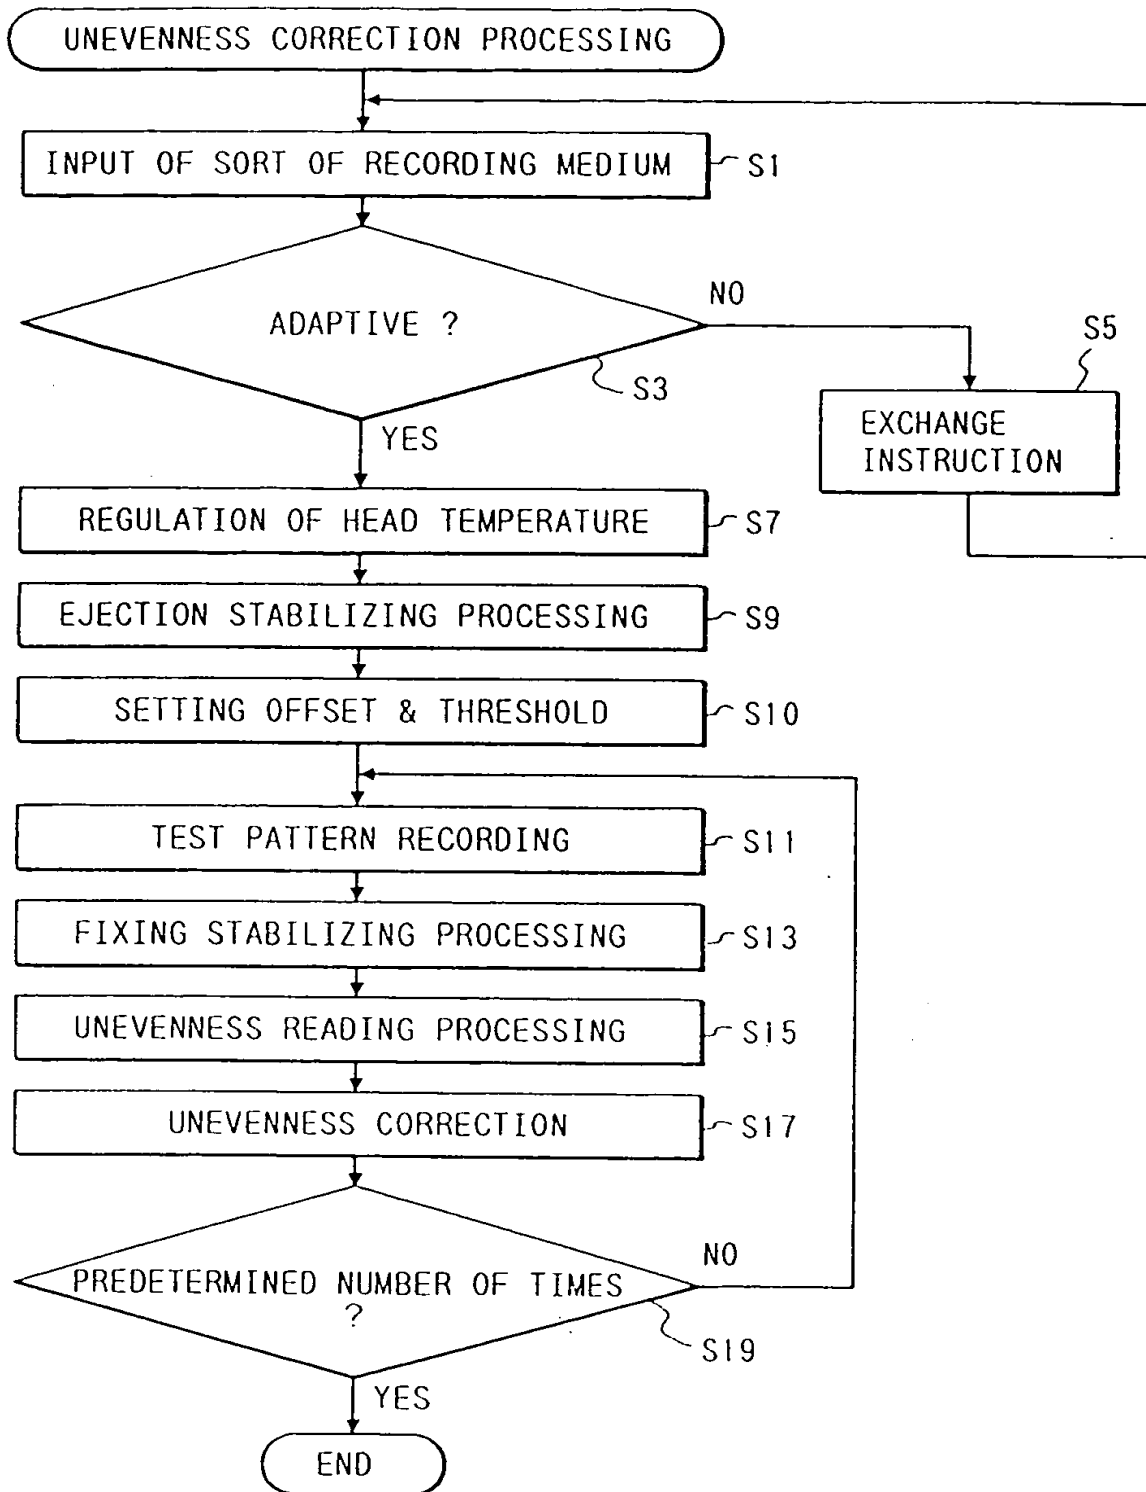 UNEVENNESS CORRECTION PROCESSING
INPUT OF SORT OF RECORDING MEDIUM
S1
ADAPTIVE ?
NO
S3
S5
EXCHANGE
INSTRUCTION
YES
REGULATION OF HEAD TEMPERATURE
S7
EJECTION STABILIZING PROCESSING
S9
SETTING OFFSET & THRESHOLD
S10
TEST PATTERN RECORDING
S11
FIXING STABILIZING PROCESSING
S13
UNEVENNESS READING PROCESSING
S15
UNEVENNESS CORRECTION
S17
NO
PREDETERMINED NUMBER OF TIMES
?
S19
YES
END